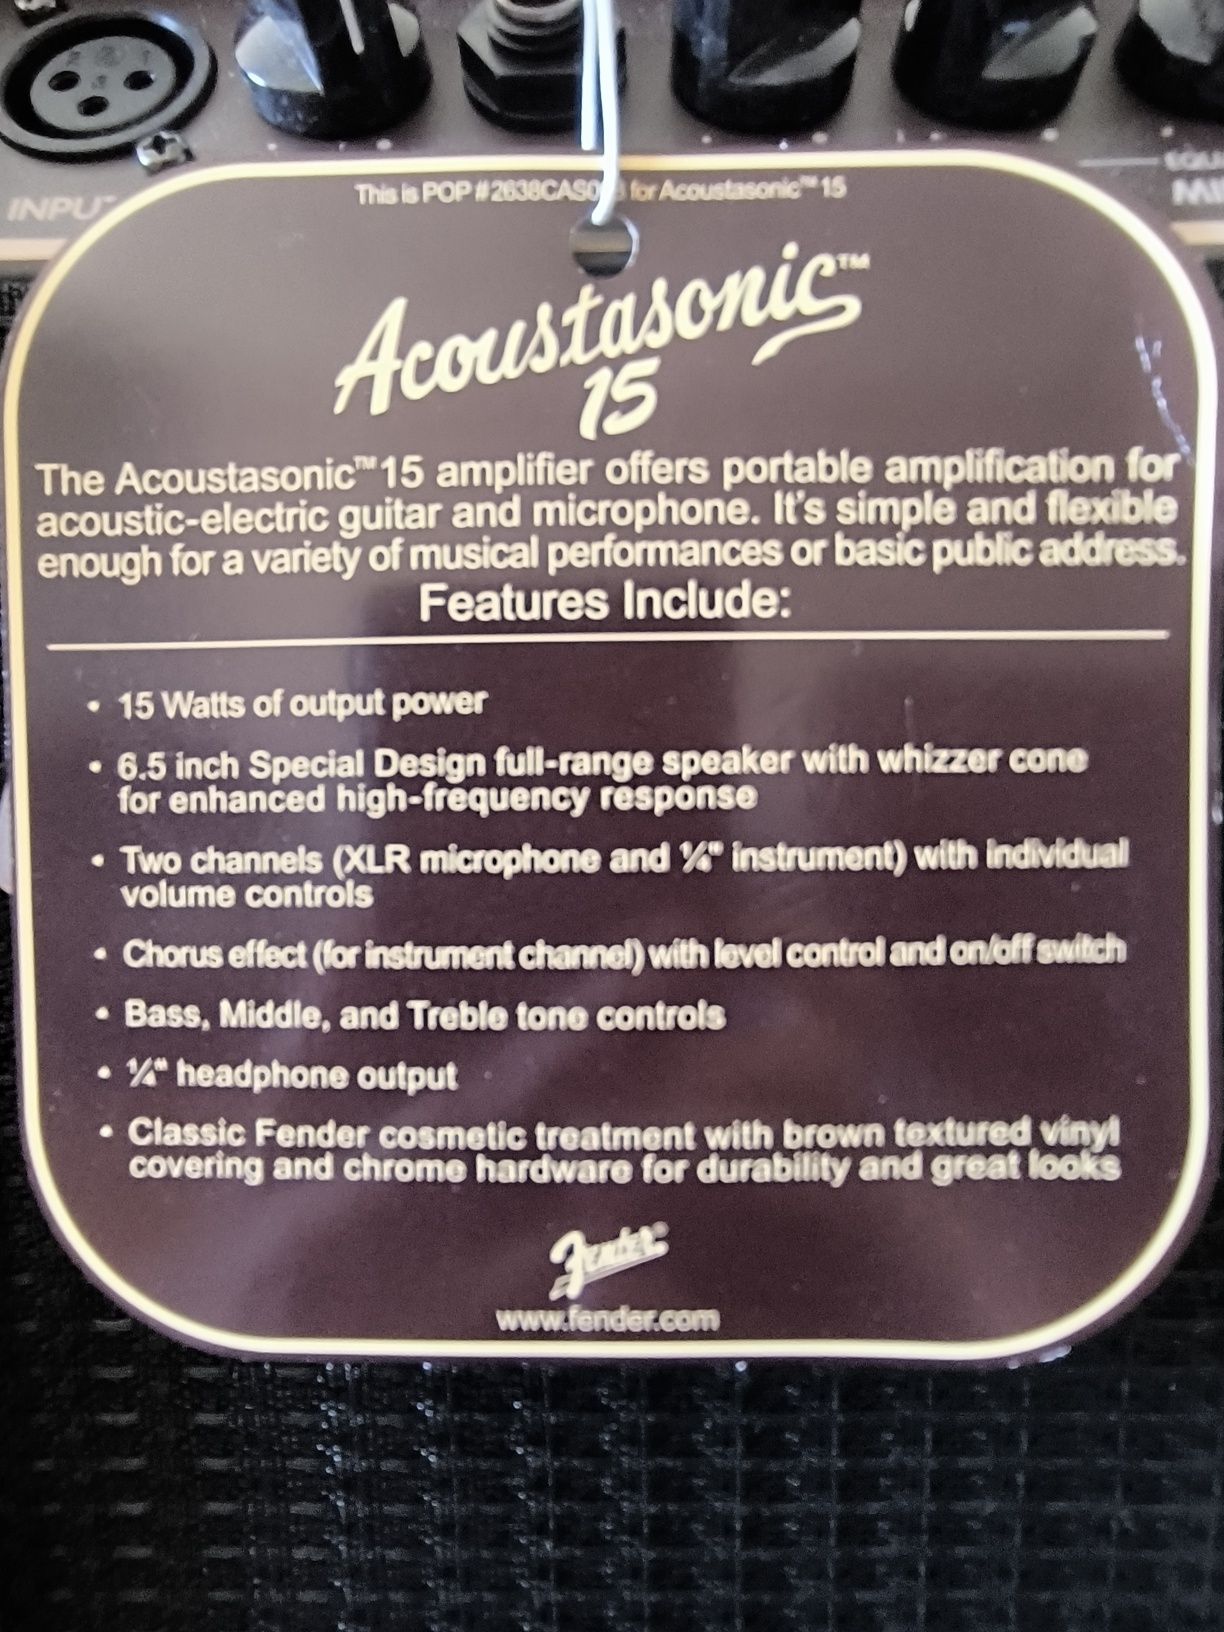 2 1
3
INPUT
EQU
MI
This is POP #2638CAS0 for Acoustasonic™ 15
Acoustasonic™
15
The Acoustasonic™ 15 amplifier offers portable amplification for
acoustic-electric guitar and microphone. It's simple and flexible
enough for a variety of musical performances or basic public address.
Features Include:
• 15 Watts of output power
• 6.5 inch Special Design full-range speaker with whizzer cone
for enhanced high-frequency response
• Two channels (XLR microphone and ¼" instrument) with individual
volume controls
• Chorus effect (for instrument channel) with level control and on/off switch
• Bass, Middle, and Treble tone controls
• ¼" headphone output
• Classic Fender cosmetic treatment with brown textured vinyl
covering and chrome hardware for durability and great looks
Fender®
www.fender.com